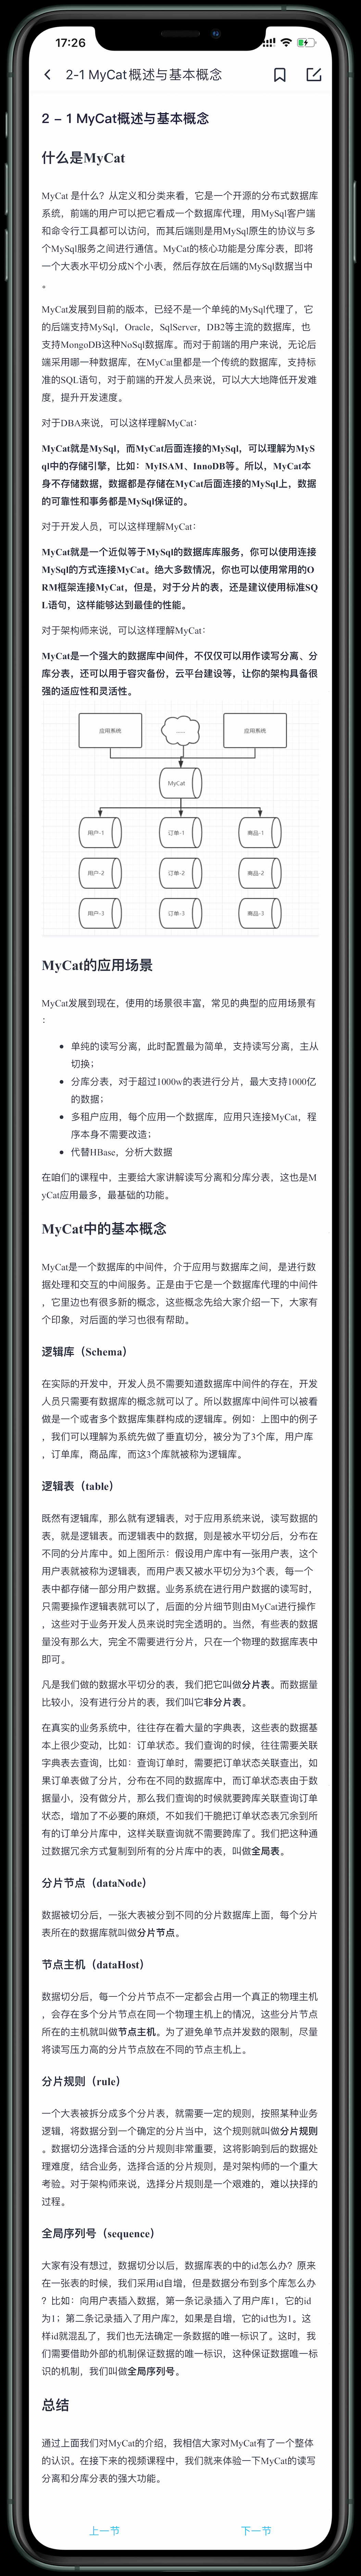 17:26
2-1 MyCat概述与基本概念
2 – 1 MyCat概述与基本概念
什么是MyCat
MyCat 是什么？从定义和分类来看，它是一个开源的分布式数据库
系统，前端的用户可以把它看成一个数据库代理，用MySql客户端
和命令行工具都可以访问，而其后端则是用MySql原生的协议与多
个MySql服务之间进行通信。MyCat的核心功能是分库分表，即将
一个大表水平切分成N个小表，然后存放在后端的MySql数据当中
。
MyCat发展到目前的版本，已经不是一个单纯的MySql代理了，它
的后端支持MySql，Oracle，SqlServer，DB2等主流的数据库，也
支持MongoDB这种NoSql数据库。而对于前端的用户来说，无论后
端采用哪一种数据库，在MyCat里都是一个传统的数据库，支持标
准的SQL语句，对于前端的开发人员来说，可以大大地降低开发难
度，提升开发速度。
对于DBA来说，可以这样理解MyCat：
MyCat就是MySql，而MyCat后面连接的MySql，可以理解为MyS
ql中的存储引擎，比如：MyISAM、InnoDB等。所以，MyCat本
身不存储数据，数据都是存储在MyCat后面连接的MySql上，数据
的可靠性和事务都是MySql保证的。
对于开发人员，可以这样理解MyCat：
MyCat就是一个近似等于MySql的数据库库服务，你可以使用连接
MySql的方式连接MyCat。绝大多数情况，你也可以使用常用的O
RM框架连接MyCat，但是，对于分片的表，还是建议使用标准SQ
L语句，这样能够达到最佳的性能。
对于架构师来说，可以这样理解MyCat：
MyCat是一个强大的数据库中间件，不仅仅可以用作读写分离、分
库分表，还可以用于容灾备份，云平台建设等，让你的架构具备很
强的适应性和灵活性。
应用系统 ...... 应用系统
MyCat
用户-1 订单-1 商品-1
用户-2 订单-2 商品-2
用户-3 订单-3 商品-3
MyCat的应用场景
MyCat发展到现在，使用的场景很丰富，常见的典型的应用场景有
：
单纯的读写分离，此时配置最为简单，支持读写分离，主从
切换；
分库分表，对于超过1000w的表进行分片，最大支持1000亿
的数据；
多租户应用，每个应用一个数据库，应用只连接MyCat，程
序本身不需要改造；
代替HBase，分析大数据
在咱们的课程中，主要给大家讲解读写分离和分库分表，这也是M
yCat应用最多，最基础的功能。
MyCat中的基本概念
MyCat是一个数据库的中间件，介于应用与数据库之间，是进行数
据处理和交互的中间服务。正是由于它是一个数据库代理的中间件
，它里边也有很多新的概念，这些概念先给大家介绍一下，大家有
个印象，对后面的学习也很有帮助。
逻辑库（Schema）
在实际的开发中，开发人员不需要知道数据库中间件的存在，开发
人员只需要有数据库的概念就可以了。所以数据库中间件可以被看
做是一个或者多个数据库集群构成的逻辑库。例如：上图中的例子
，我们可以理解为系统先做了垂直切分，被分为了3个库，用户库
，订单库，商品库，而这3个库就被称为逻辑库。
逻辑表（table）
既然有逻辑库，那么就有逻辑表，对于应用系统来说，读写数据的
表，就是逻辑表。而逻辑表中的数据，则是被水平切分后，分布在
不同的分片库中。如上图所示：假设用户库中有一张用户表，这个
用户表就被称为逻辑表，而用户表又被水平切分为3个表，每一个
表中都存储一部分用户数据。业务系统在进行用户数据的读写时，
只需要操作逻辑表就可以了，后面的分片细节则由MyCat进行操作
，这些对于业务开发人员来说时完全透明的。当然，有些表的数据
量没有那么大，完全不需要进行分片，只在一个物理的数据库表中
即可。
凡是我们做的数据水平切分的表，我们把它叫做分片表。而数据量
比较小，没有进行分片的表，我们叫它非分片表。
在真实的业务系统中，往往存在着大量的字典表，这些表的数据基
本上很少变动，比如：订单状态。我们查询的时候，往往需要关联
字典表去查询，比如：查询订单时，需要把订单状态关联查出，如
果订单表做了分片，分布在不同的数据库中，而订单状态表由于数
据量小，没有做分片，那么我们查询的时候就要跨库关联查询订单
状态，增加了不必要的麻烦，不如我们干脆把订单状态表冗余到所
有的订单分片库中，这样关联查询就不需要跨库了。我们把这种通
过数据冗余方式复制到所有的分片库中的表，叫做全局表。
分片节点（dataNode）
数据被切分后，一张大表被分到不同的分片数据库上面，每个分片
表所在的数据库就叫做分片节点。
节点主机（dataHost）
数据切分后，每一个分片节点不一定都会占用一个真正的物理主机
，会存在多个分片节点在同一个物理主机上的情况，这些分片节点
所在的主机就叫做节点主机。为了避免单节点并发数的限制，尽量
将读写压力高的分片节点放在不同的节点主机上。
分片规则（rule）
一个大表被拆分成多个分片表，就需要一定的规则，按照某种业务
逻辑，将数据分到一个确定的分片当中，这个规则就叫做分片规则
。数据切分选择合适的分片规则非常重要，这将影响到后的数据处
理难度，结合业务，选择合适的分片规则，是对架构师的一个重大
考验。对于架构师来说，选择分片规则是一个艰难的，难以抉择的
过程。
全局序列号（sequence）
大家有没有想过，数据切分以后，数据库表的中的id怎么办？原来
在一张表的时候，我们采用id自增，但是数据分布到多个库怎么办
？比如：向用户表插入数据，第一条记录插入了用户库1，它的id
为1；第二条记录插入了用户库2，如果是自增，它的id也为1。这
样id就混乱了，我们也无法确定一条数据的唯一标识了。这时，我
们需要借助外部的机制保证数据的唯一标识，这种保证数据唯一标
识的机制，我们叫做全局序列号。
总结
通过上面我们对MyCat的介绍，我相信大家对MyCat有了一个整体
的认识。在接下来的视频课程中，我们就来体验一下MyCat的读写
分离和分库分表的强大功能。
上一节 下一节